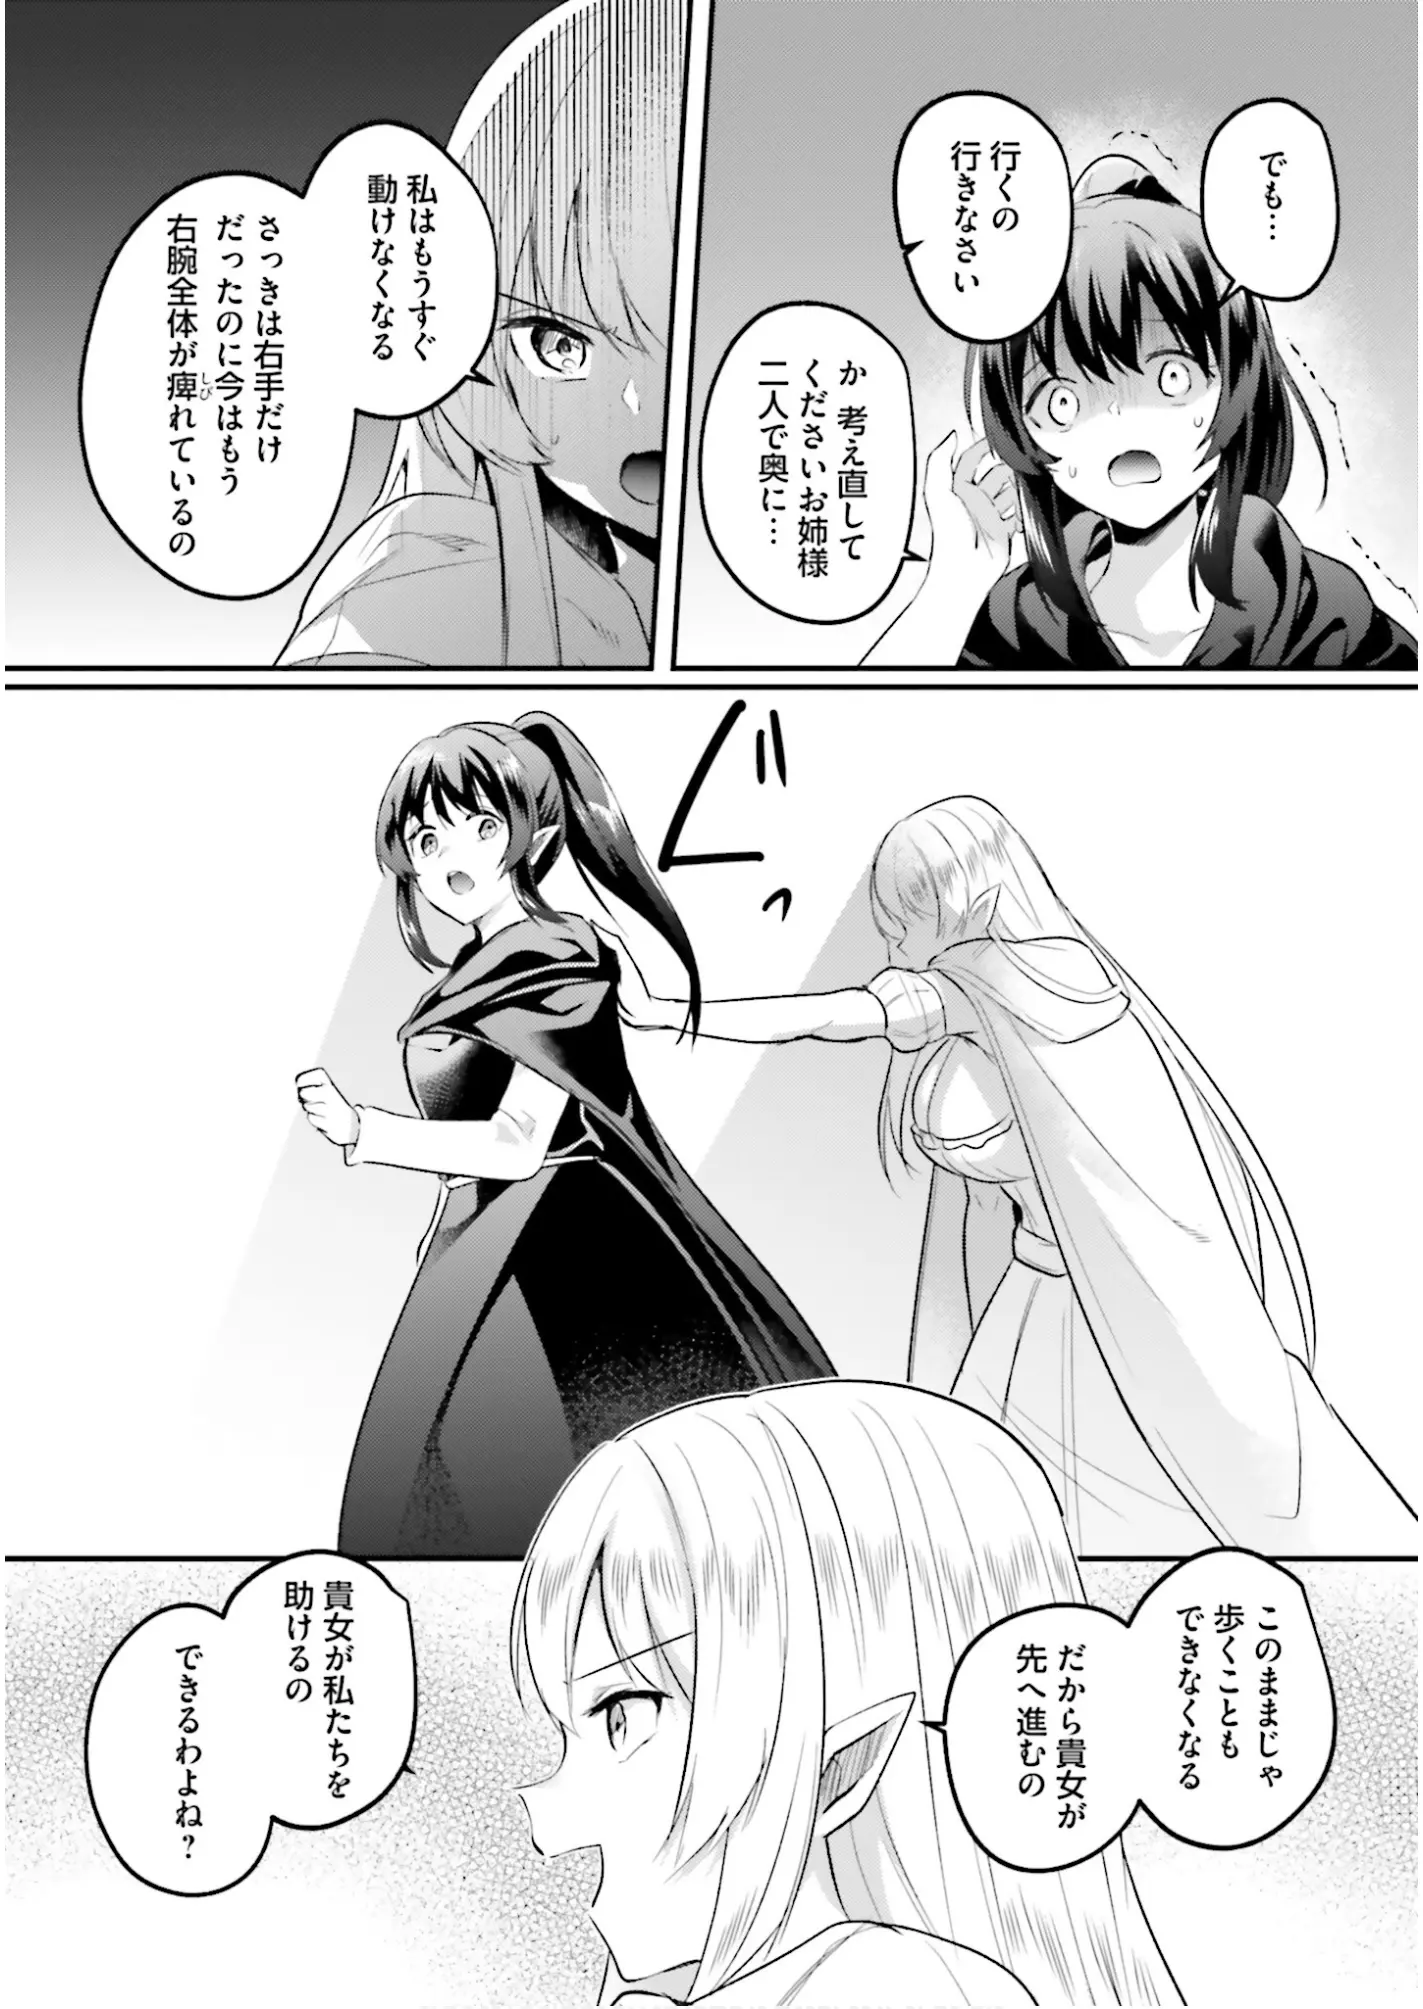 でも…
行くの
行きなさい
か 考え直して
くださいお姉様
二人で奥に…
私はもうすぐ
動けなくなる
さっきは右手だけ
だったのに今はもう
右腕全体が痺れているの
しび
グッ
このままじゃ
歩くことも
できなくなる
だから貴女が
先へ進むの
貴女が私たちを
助けるの
できるわよね？